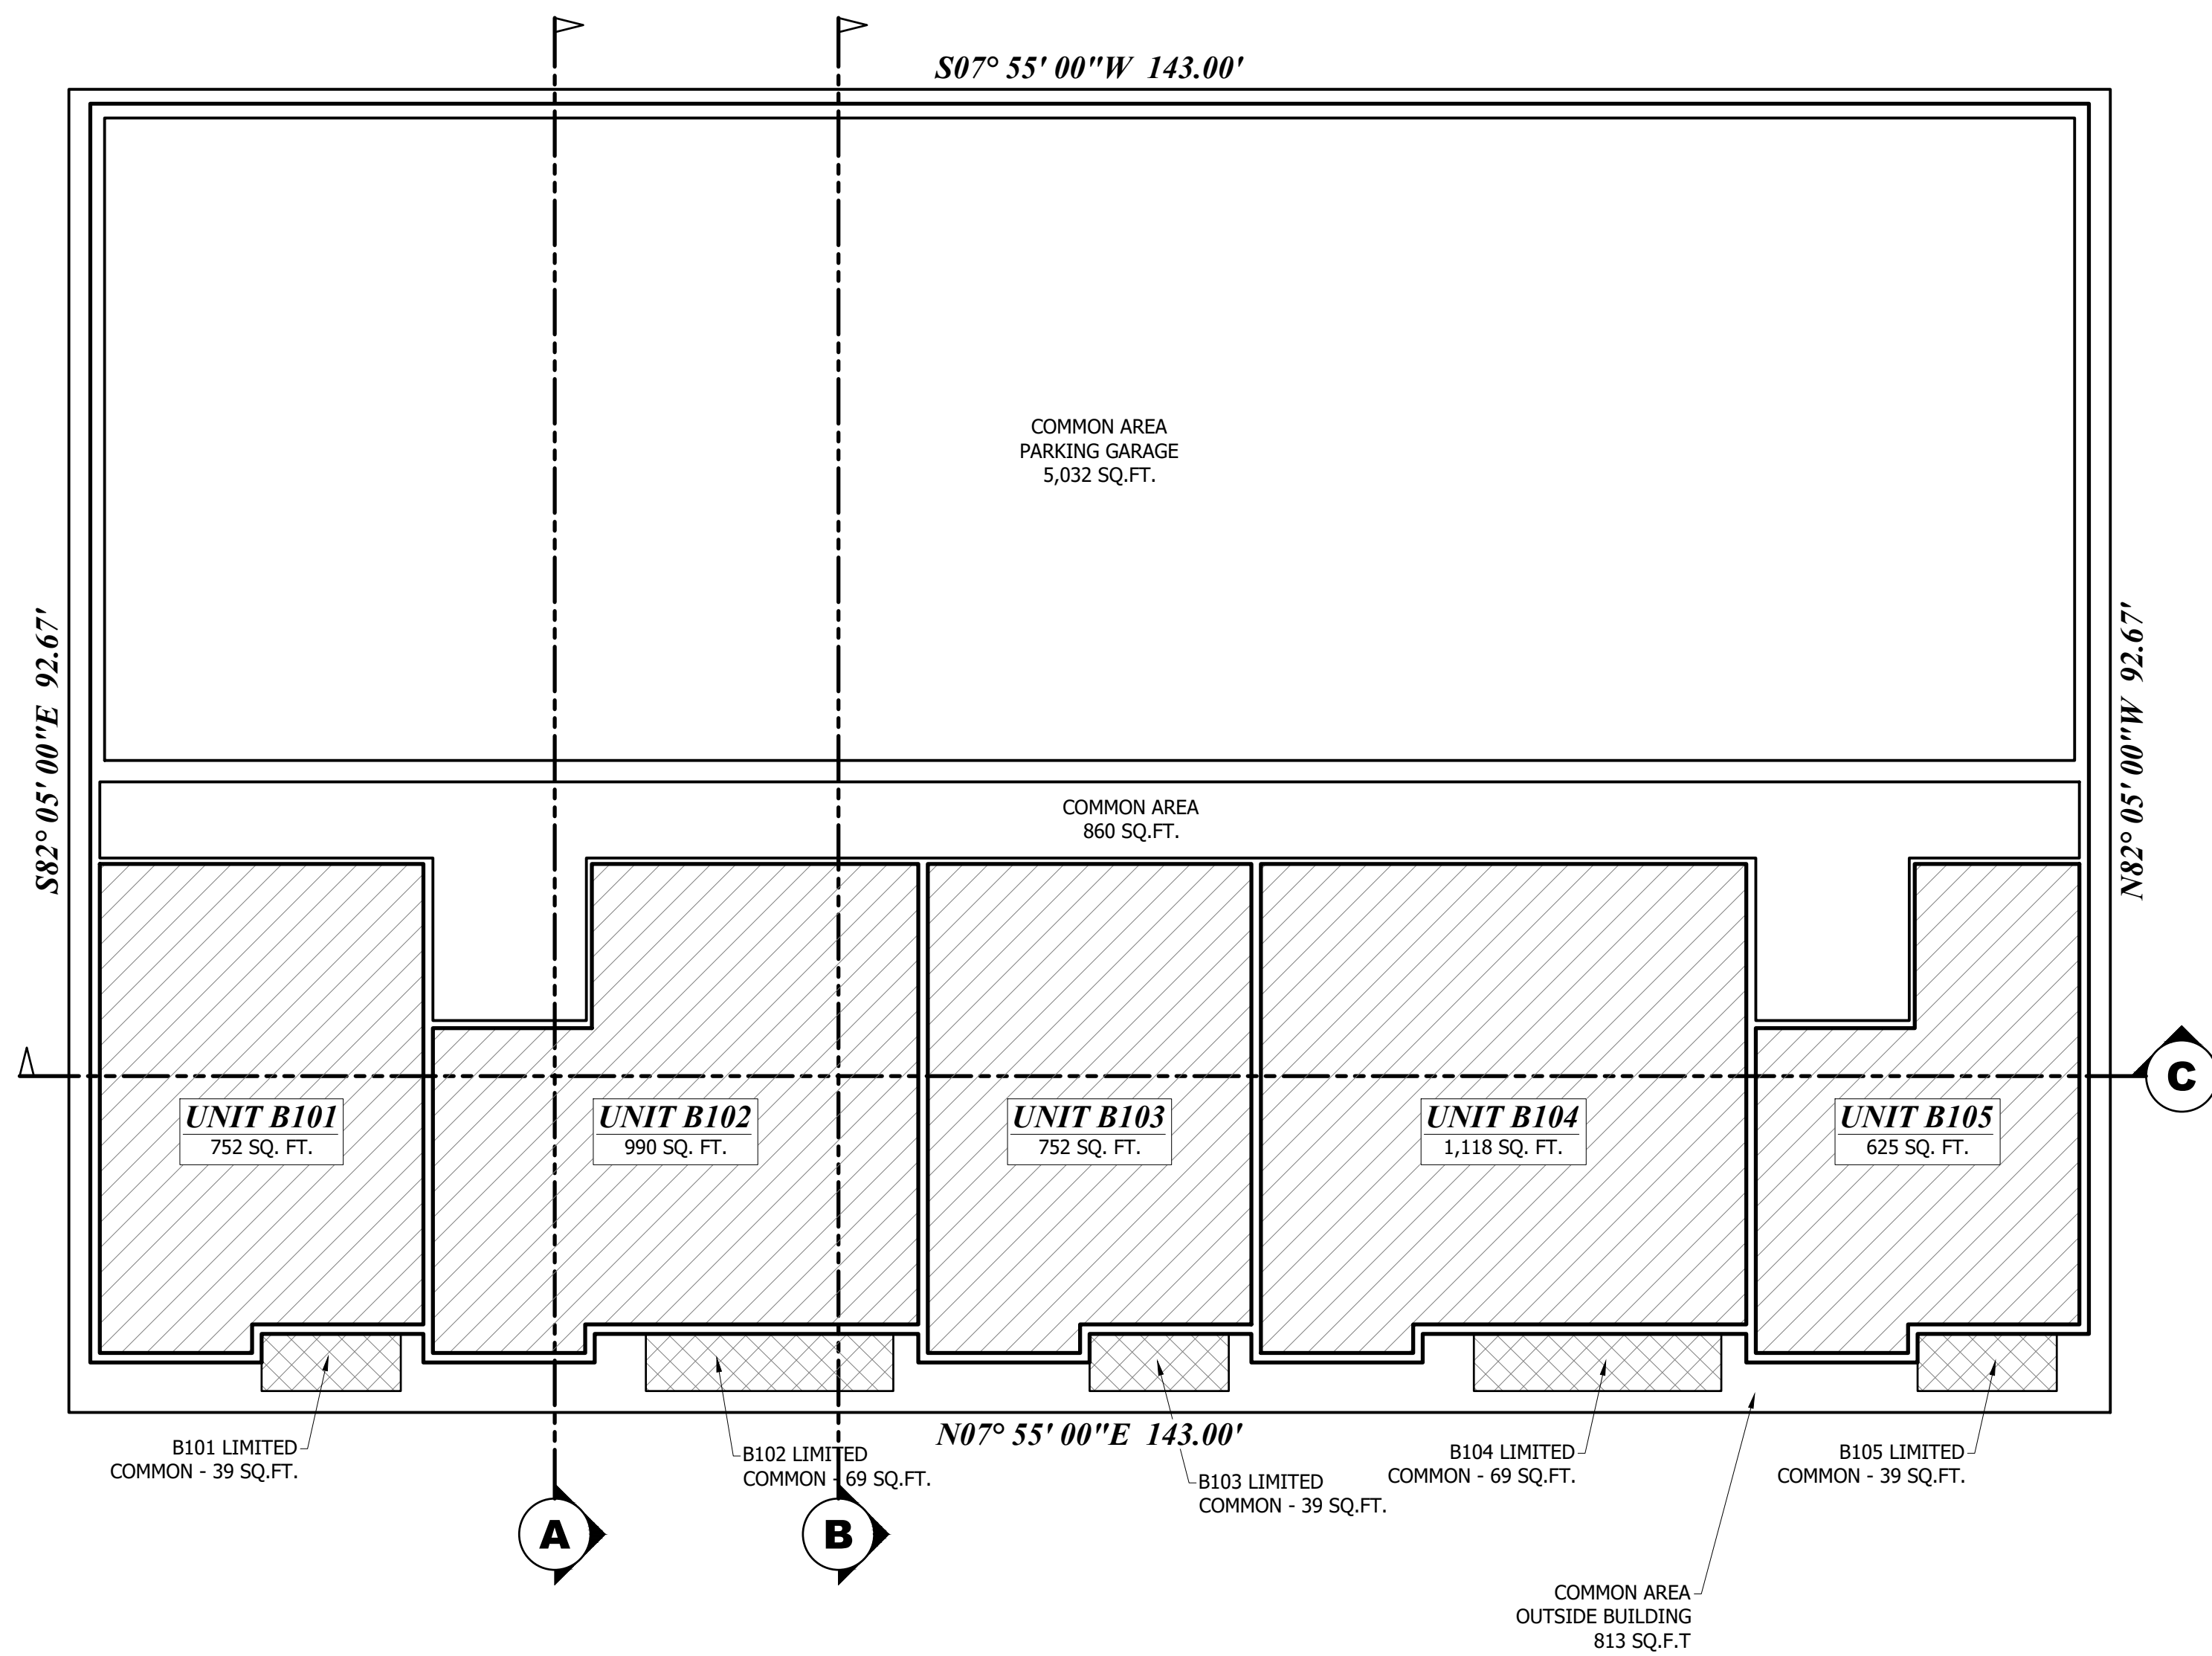 S07° 55' 00"W 143.00'
COMMON AREA
PARKING GARAGE
5,032 SQ.FT.
S82° 05' 00"E 92.67'
N82° 05' 00"W 92.67'
COMMON AREA
860 SQ.FT.
C
UNIT B101
752 SQ. FT.
UNIT B102
990 SQ. FT.
UNIT B103
752 SQ. FT.
UNIT B104
1,118 SQ. FT.
UNIT B105
625 SQ. FT.
N07° 55' 00"E 143.00'
B101 LIMITED
COMMON - 39 SQ.FT.
B102 LIMITED
COMMON - 69 SQ.FT.
B103 LIMITED
COMMON - 39 SQ.FT.
B104 LIMITED
COMMON - 69 SQ.FT.
B105 LIMITED
COMMON - 39 SQ.FT.
A
B
COMMON AREA
OUTSIDE BUILDING
813 SQ.F.T